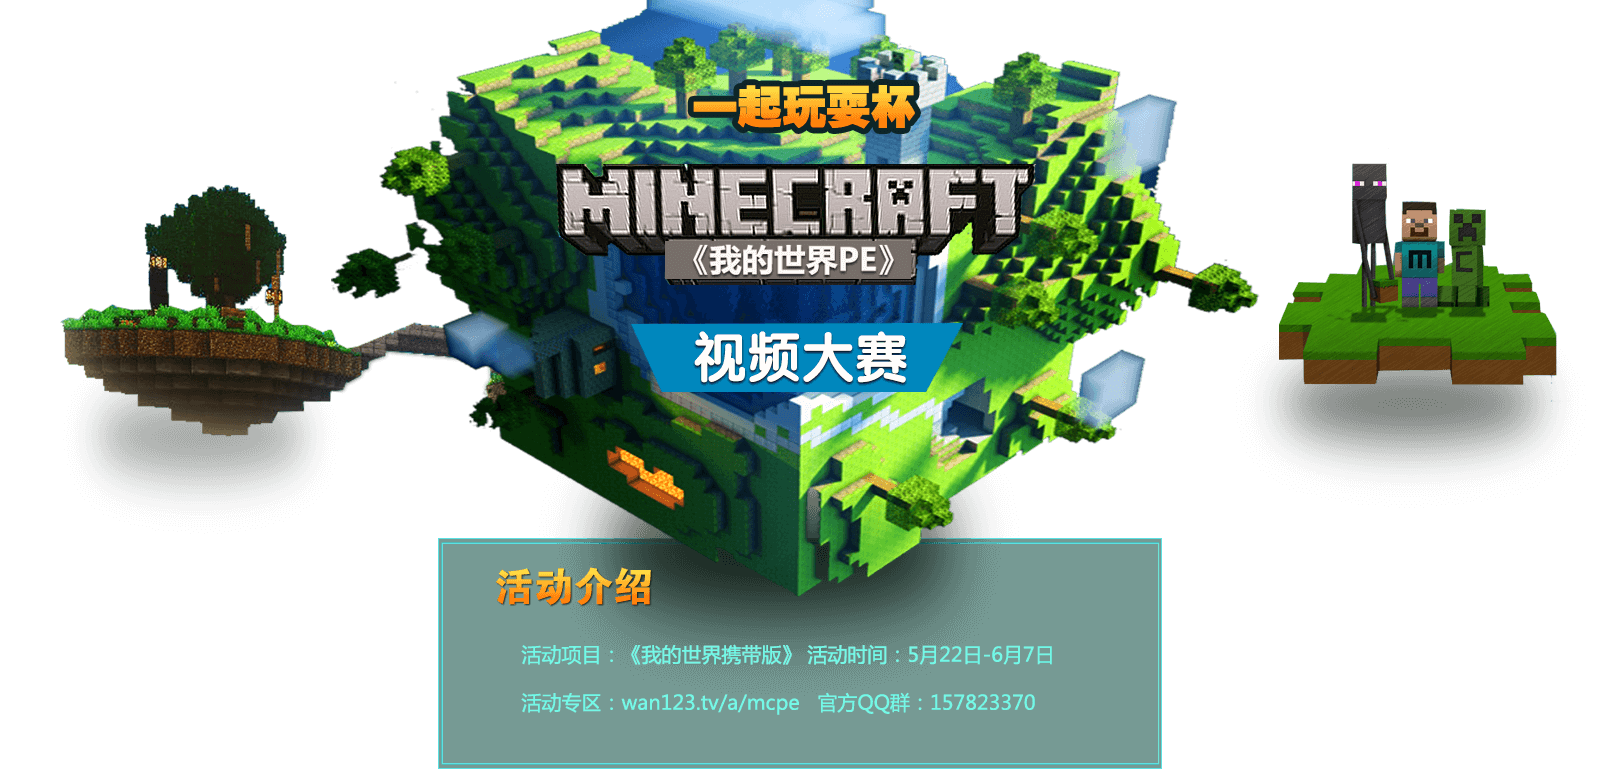 一起玩耍杯
MINECRAFT
《我的世界PE》
视频大赛
m C
活动介绍
活动项目：《我的世界携带版》 活动时间：5月22日-6月7日
活动专区：wan123.tv/a/mcpe 官方QQ群：157823370